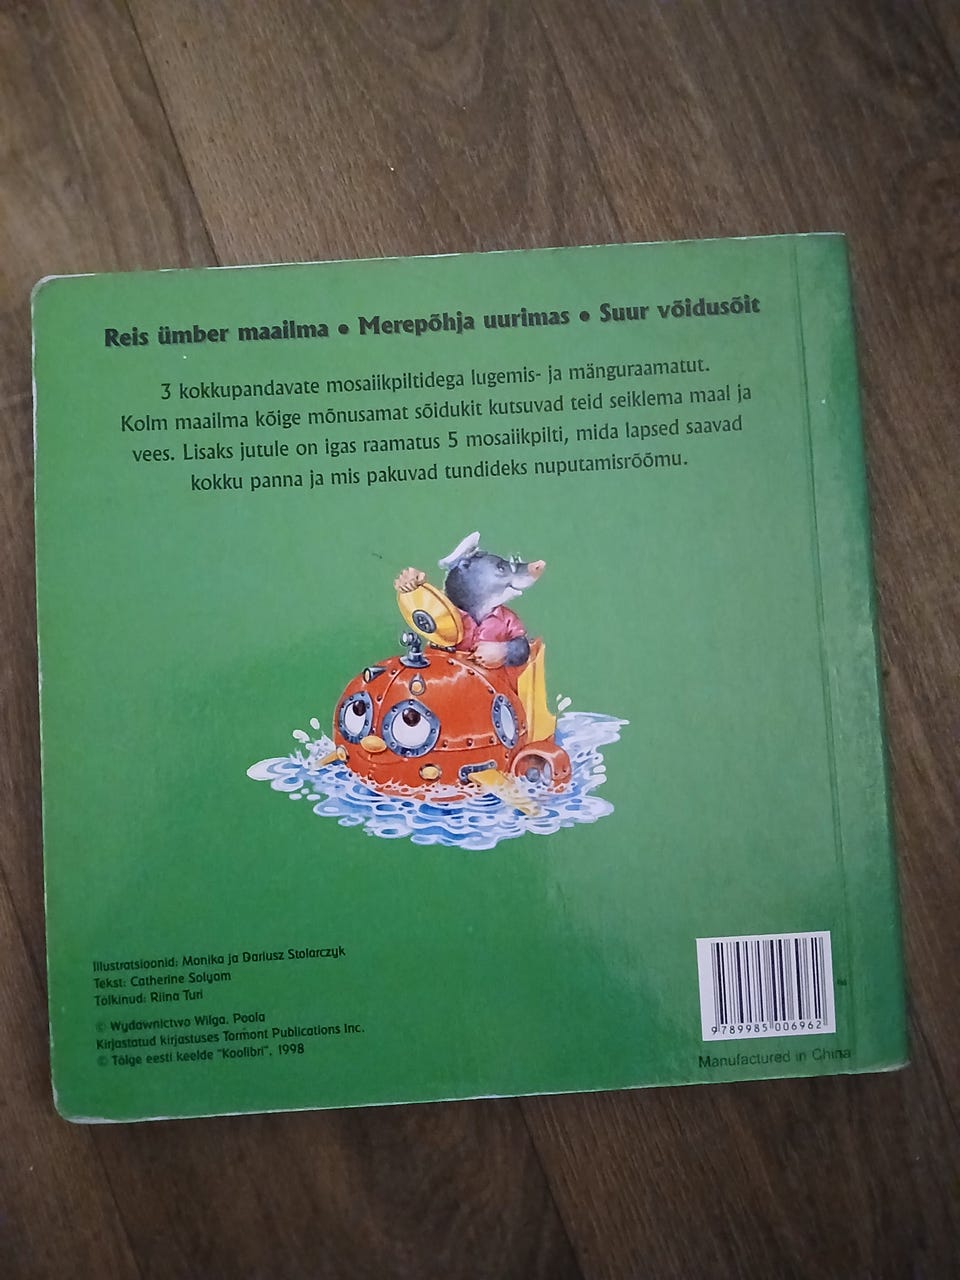 Reis ümber maailma • Merepõhja uurimas • Suur võidusõit
3 kokkupandavate mosaiikpiltidega lugemis- ja mänguraamatut.
Kolm maailma kõige mõnusamat sõidukit kutsuvad teid seiklema maal ja
vees. Lisaks jutule on igas raamatus 5 mosaiikpilti, mida lapsed saavad
kokku panna ja mis pakuvad tundideks nuputamisrõõmu.
Illustratsioonid: Monika ja Dariusz Stolarczyk
Tekst: Catherine Solyom
Tõlkinud: Riina Turi
© Wydawnictwo Wilga, Poola
Kirjastatud kirjastuses Tormont Publications Inc.
© Tõlge eesti keelde "Koolibri", 1998
9 789985 006962
Manufactured in China